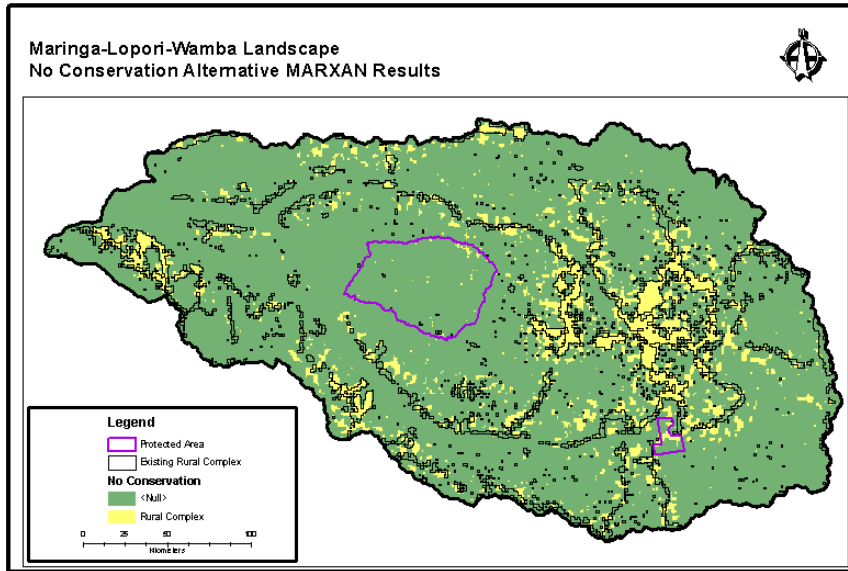 Maringa-Lopori-Wamba Landscape
No Conservation Alternative MARXAN Results
Legend
Protected Area
Existing Rural Complex
No Conservation
<Null>
Rural Complex
0 25 50 100
Kilometers